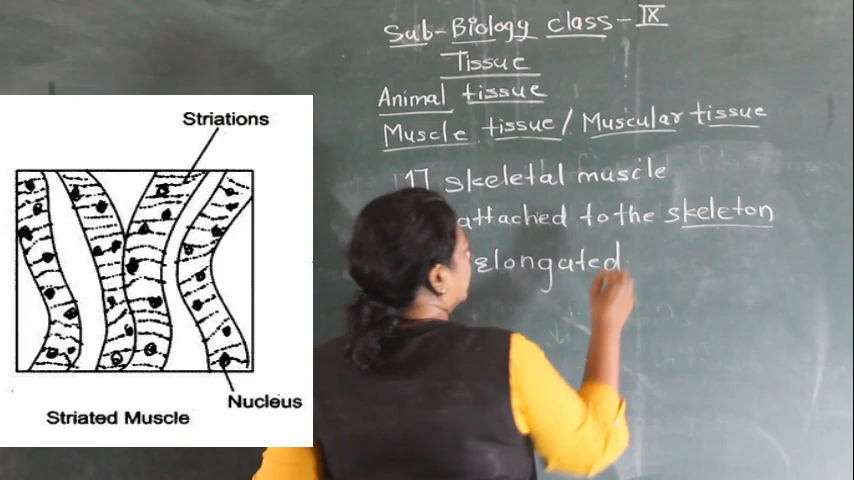 Sub-Biology class-IX
Tissue
Animal tissue
Muscle tissue / Muscular tissue
1] skeletal muscle
attached to the skeleton
elongated
Striations
Nucleus
Striated Muscle